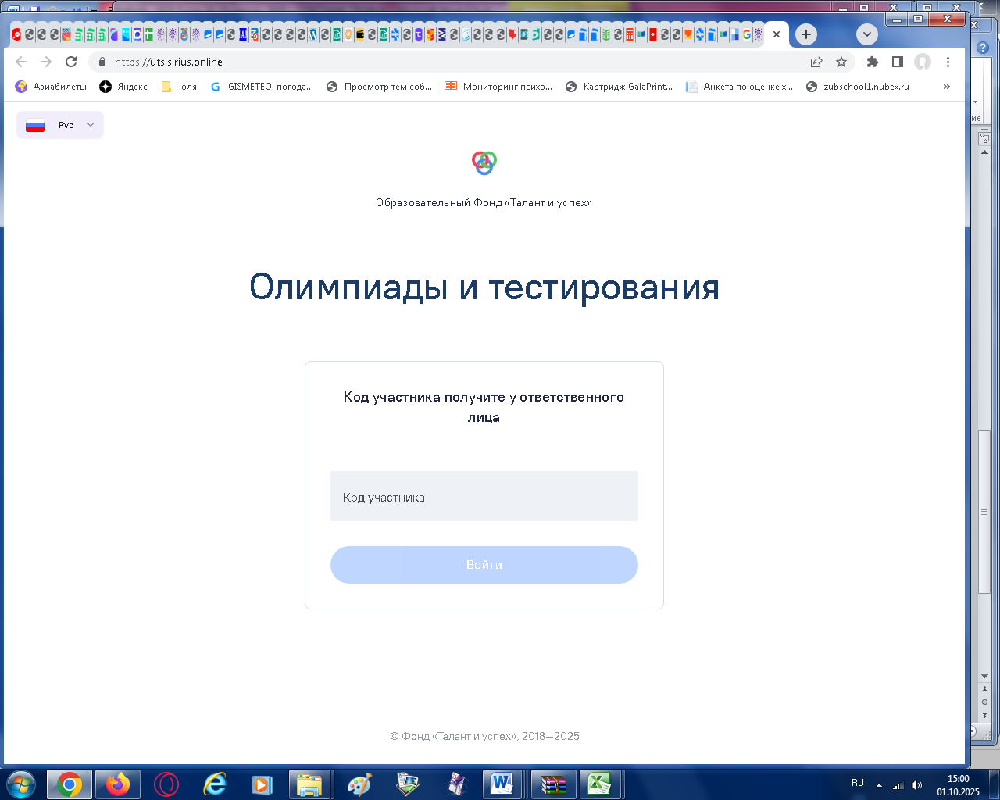 https://uts.sirius.online
Авиабилеты
Яндекс
юля
GISMETEO: погода...
Просмотр тем соб...
Мониторинг психо...
Картридж GalaPrint...
Анкета по оценке х...
zubschool1.nubex.ru
»
Рус
Образовательный Фонд «Талант и успех»
Олимпиады и тестирования
Код участника получите у ответственного
лица
Код участника
Войти
© Фонд «Талант и успех», 2018—2025
RU
15:00
01.10.2025